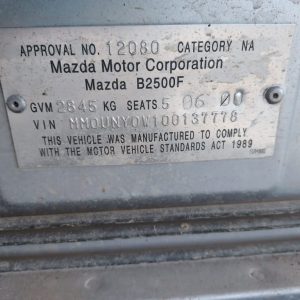 APPROVAL NO. 12080 CATEGORY NA
Mazda Motor Corporation
Mazda B2500F
GVM 2845 KG SEATS 5 06 00
VIN MM0UNY0W100137778
THIS VEHICLE WAS MANUFACTURED TO COMPLY
WITH THE MOTOR VEHICLE STANDARDS ACT 1989